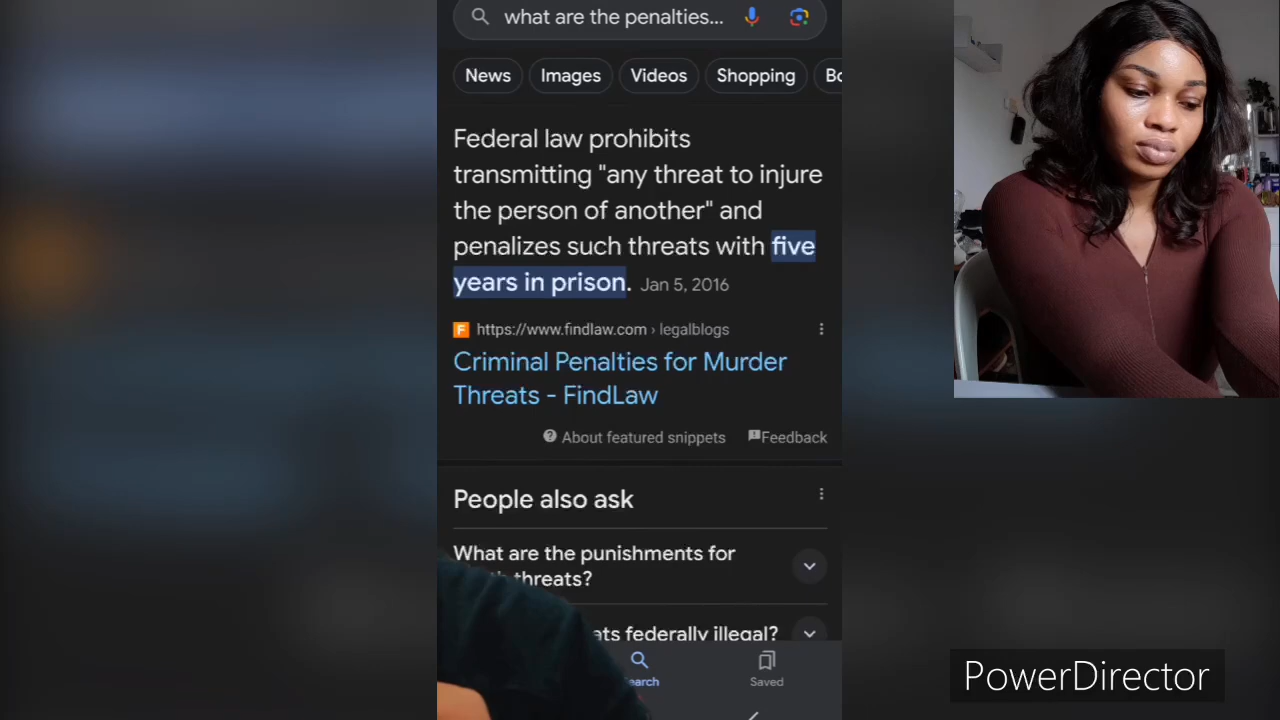 what are the penalties...
News Images Videos Shopping
Federal law prohibits
transmitting "any threat to injure
the person of another" and
penalizes such threats with five
years in prison. Jan 5, 2016
F https://www.findlaw.com › legalblogs
Criminal Penalties for Murder
Threats - FindLaw
About featured snippets Feedback
People also ask
What are the punishments for
threats?
federally illegal?
Search Saved
PowerDirector